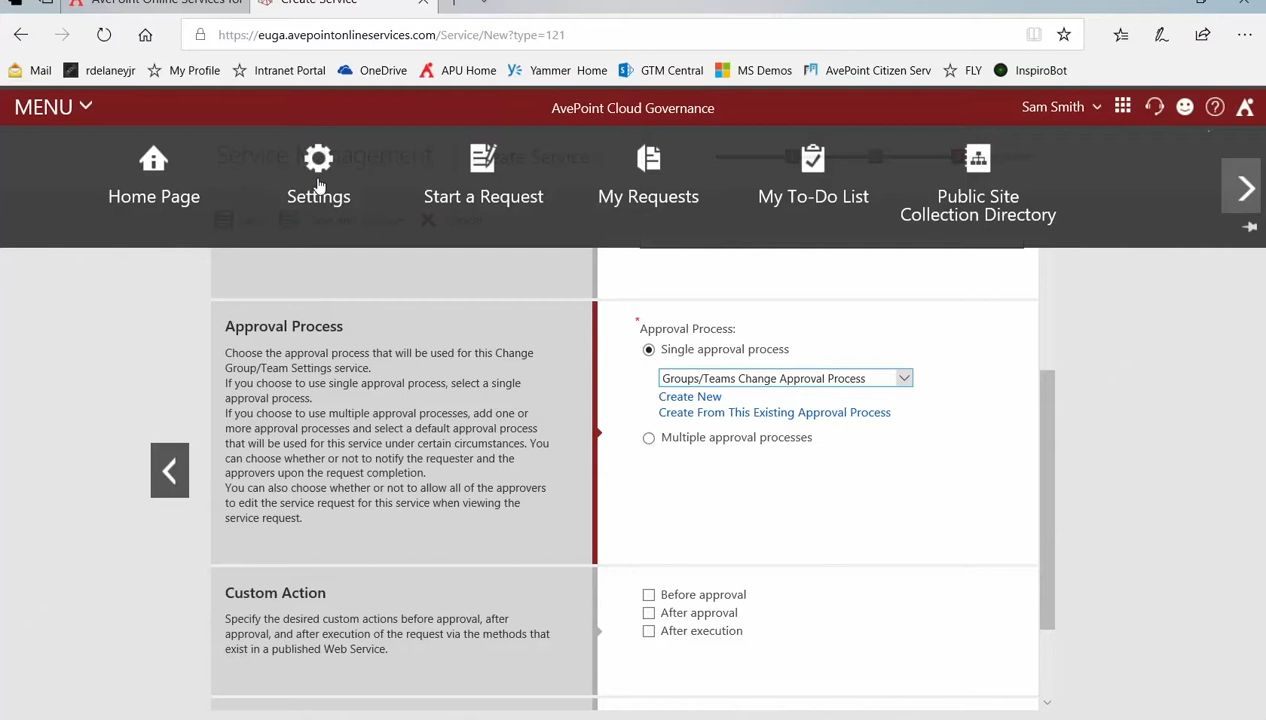 AvePoint Online Services for
Create Service
https://euga.avepointonlineservices.com/Service/New?type=121
Mail
rdelaneyjr
My Profile
Intranet Portal
OneDrive
APU Home
Yammer Home
GTM Central
MS Demos
AvePoint Citizen Serv
FLY
InspiroBot
MENU
AvePoint Cloud Governance
Sam Smith
Service Management
Create Service
Home Page
Settings
Start a Request
My Requests
My To-Do List
Public Site
Collection Directory
Approval Process
Choose the approval process that will be used for this Change
Group/Team Settings service.
If you choose to use single approval process, select a single
approval process.
If you choose to use multiple approval processes, add one or
more approval processes and select a default approval process
that will be used for this service under certain circumstances. You
can choose whether or not to notify the requester and the
approvers upon the request completion.
You can also choose whether or not to allow all of the approvers
to edit the service request for this service when viewing the
service request.
* Approval Process:
Single approval process
Groups/Teams Change Approval Process
Create New
Create From This Existing Approval Process
Multiple approval processes
Custom Action
Specify the desired custom actions before approval, after
approval, and after execution of the request via the methods that
exist in a published Web Service.
Before approval
After approval
After execution